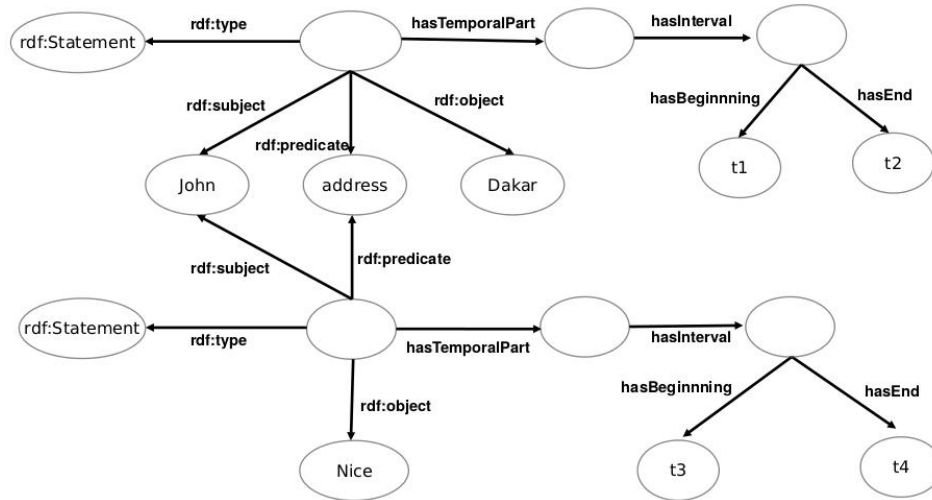 rdf:type
hasTemporalPart
hasInterval
rdf:Statement
hasBeginnning
hasEnd
rdf:subject
rdf:object
rdf:predicate
t1
t2
John
address
Dakar
rdf:subject
rdf:predicate
rdf:Statement
rdf:type
hasTemporalPart
hasInterval
hasBeginnning
hasEnd
rdf:object
Nice
t3
t4